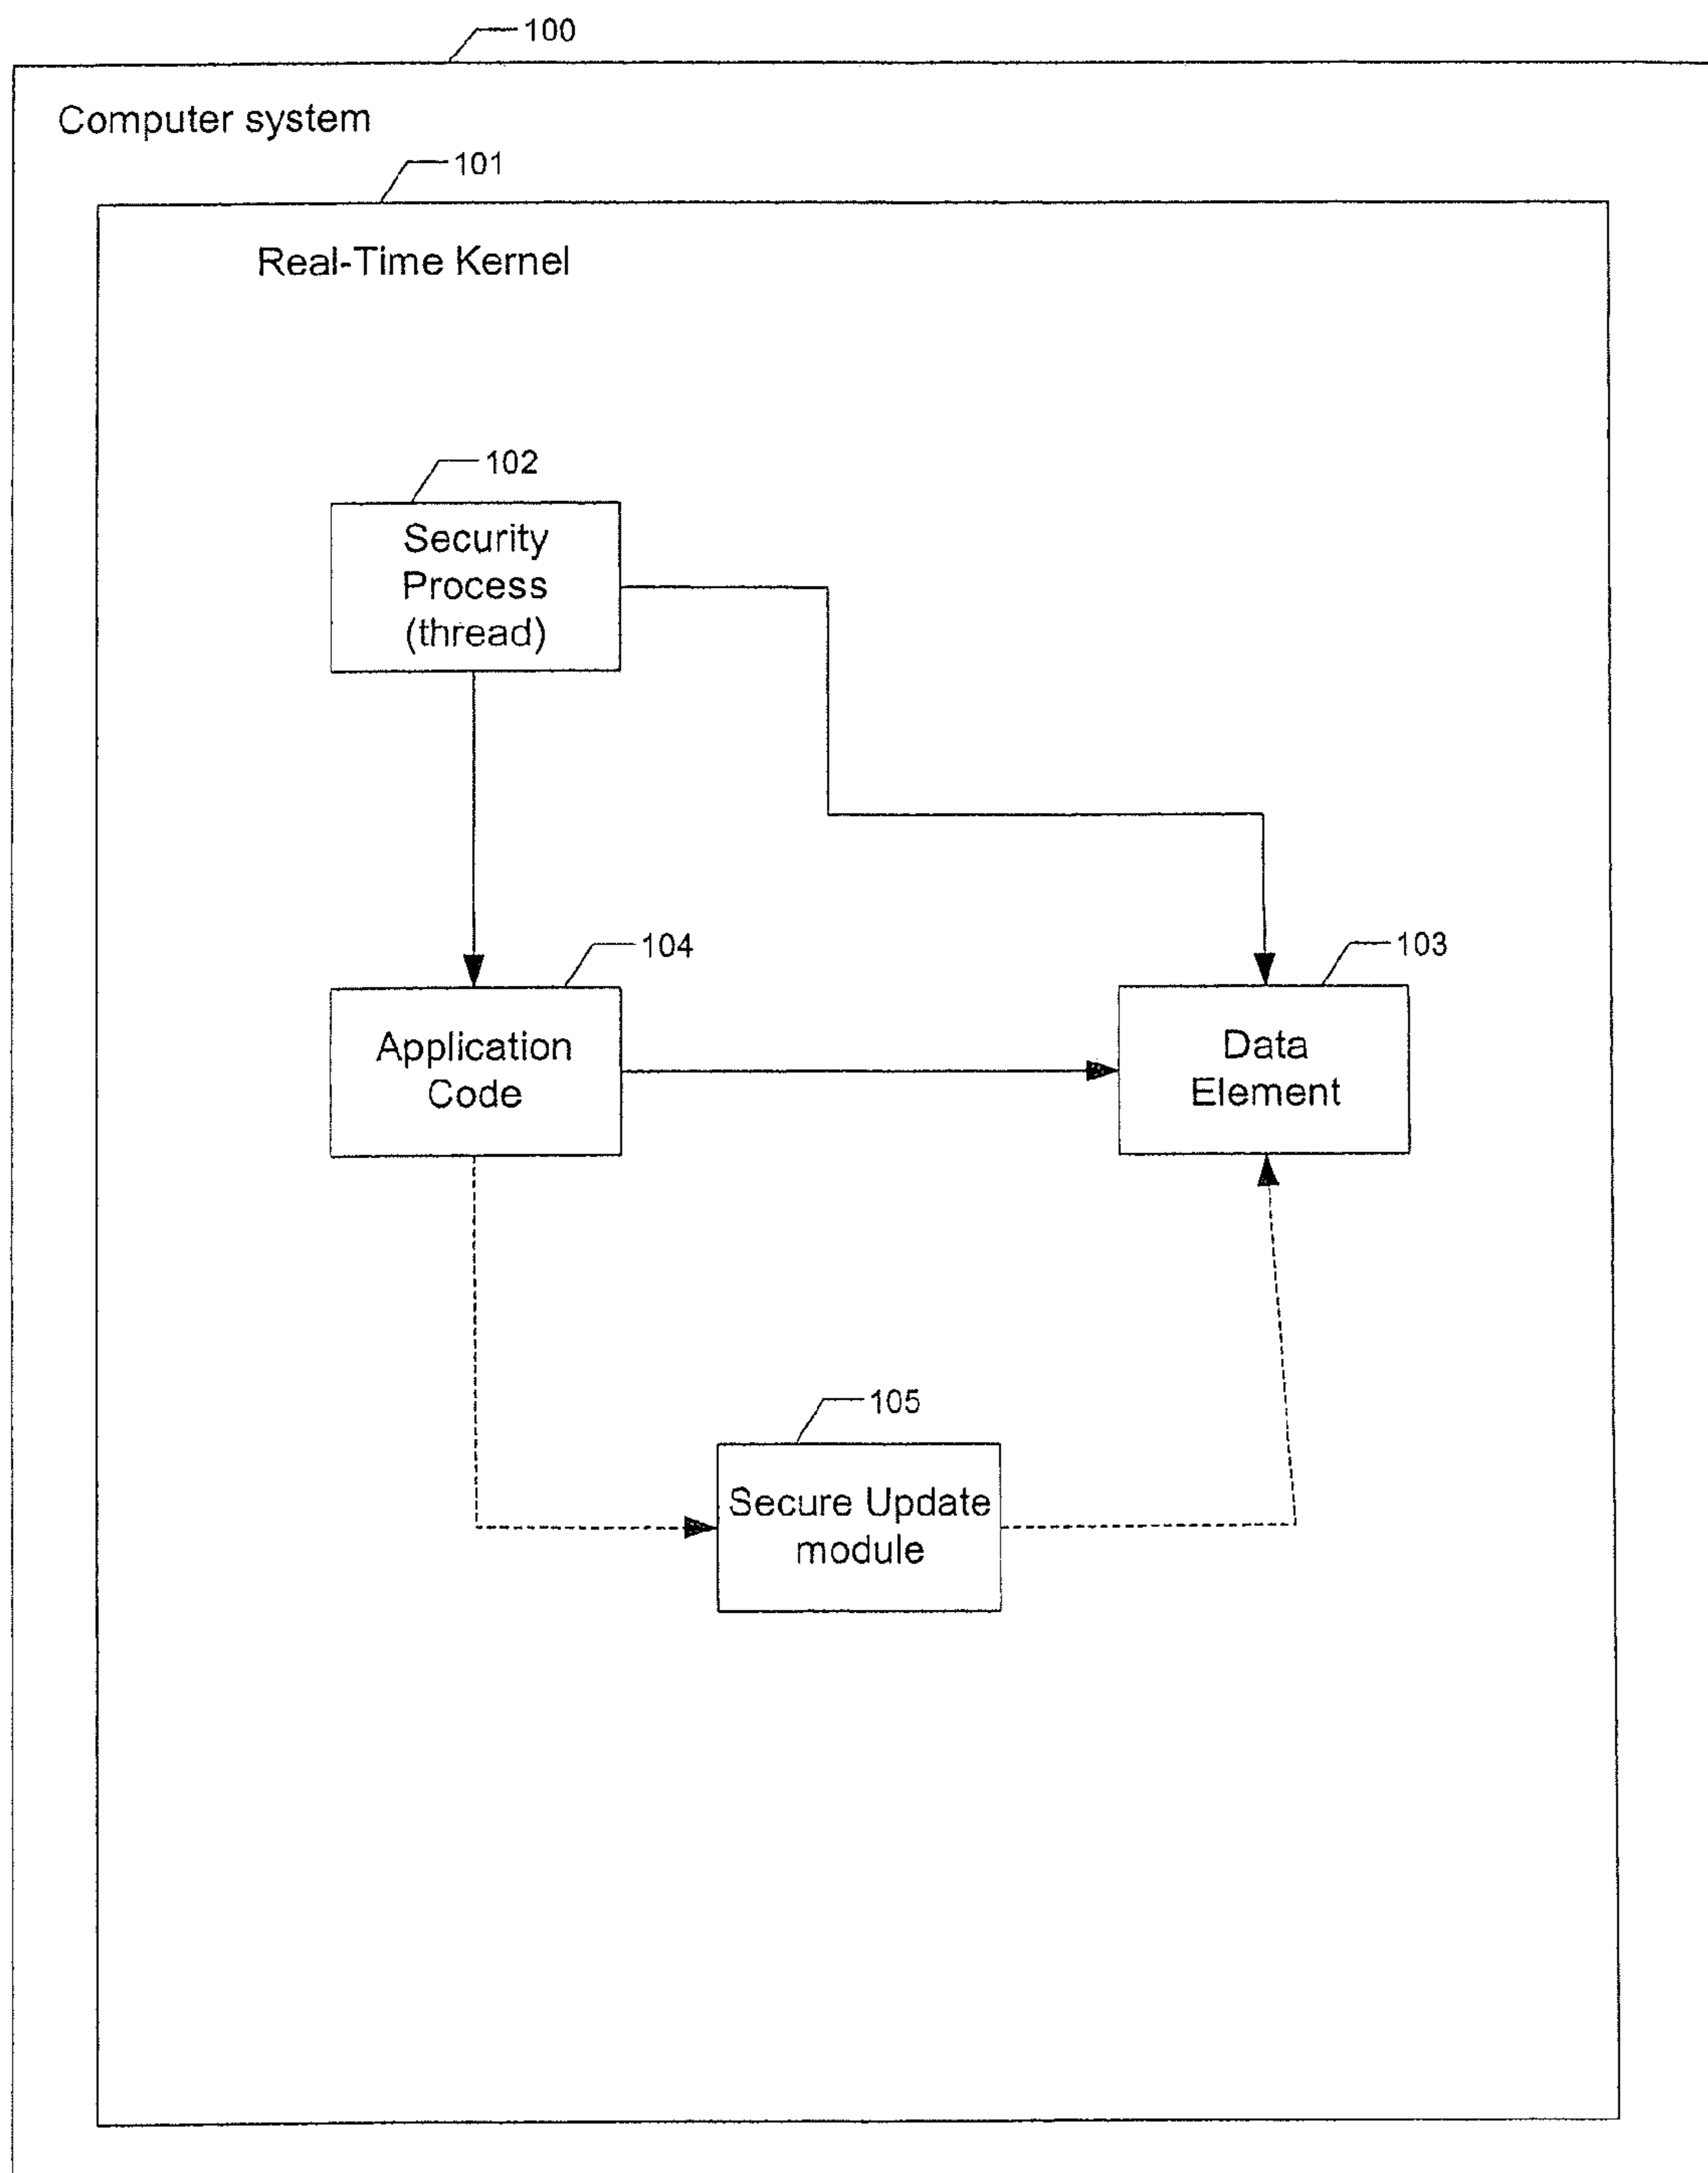 100
Computer system
101
Real-Time Kernel
102
Security
Process
(thread)
104
103
Application
Code
Data
Element
105
Secure Update
module